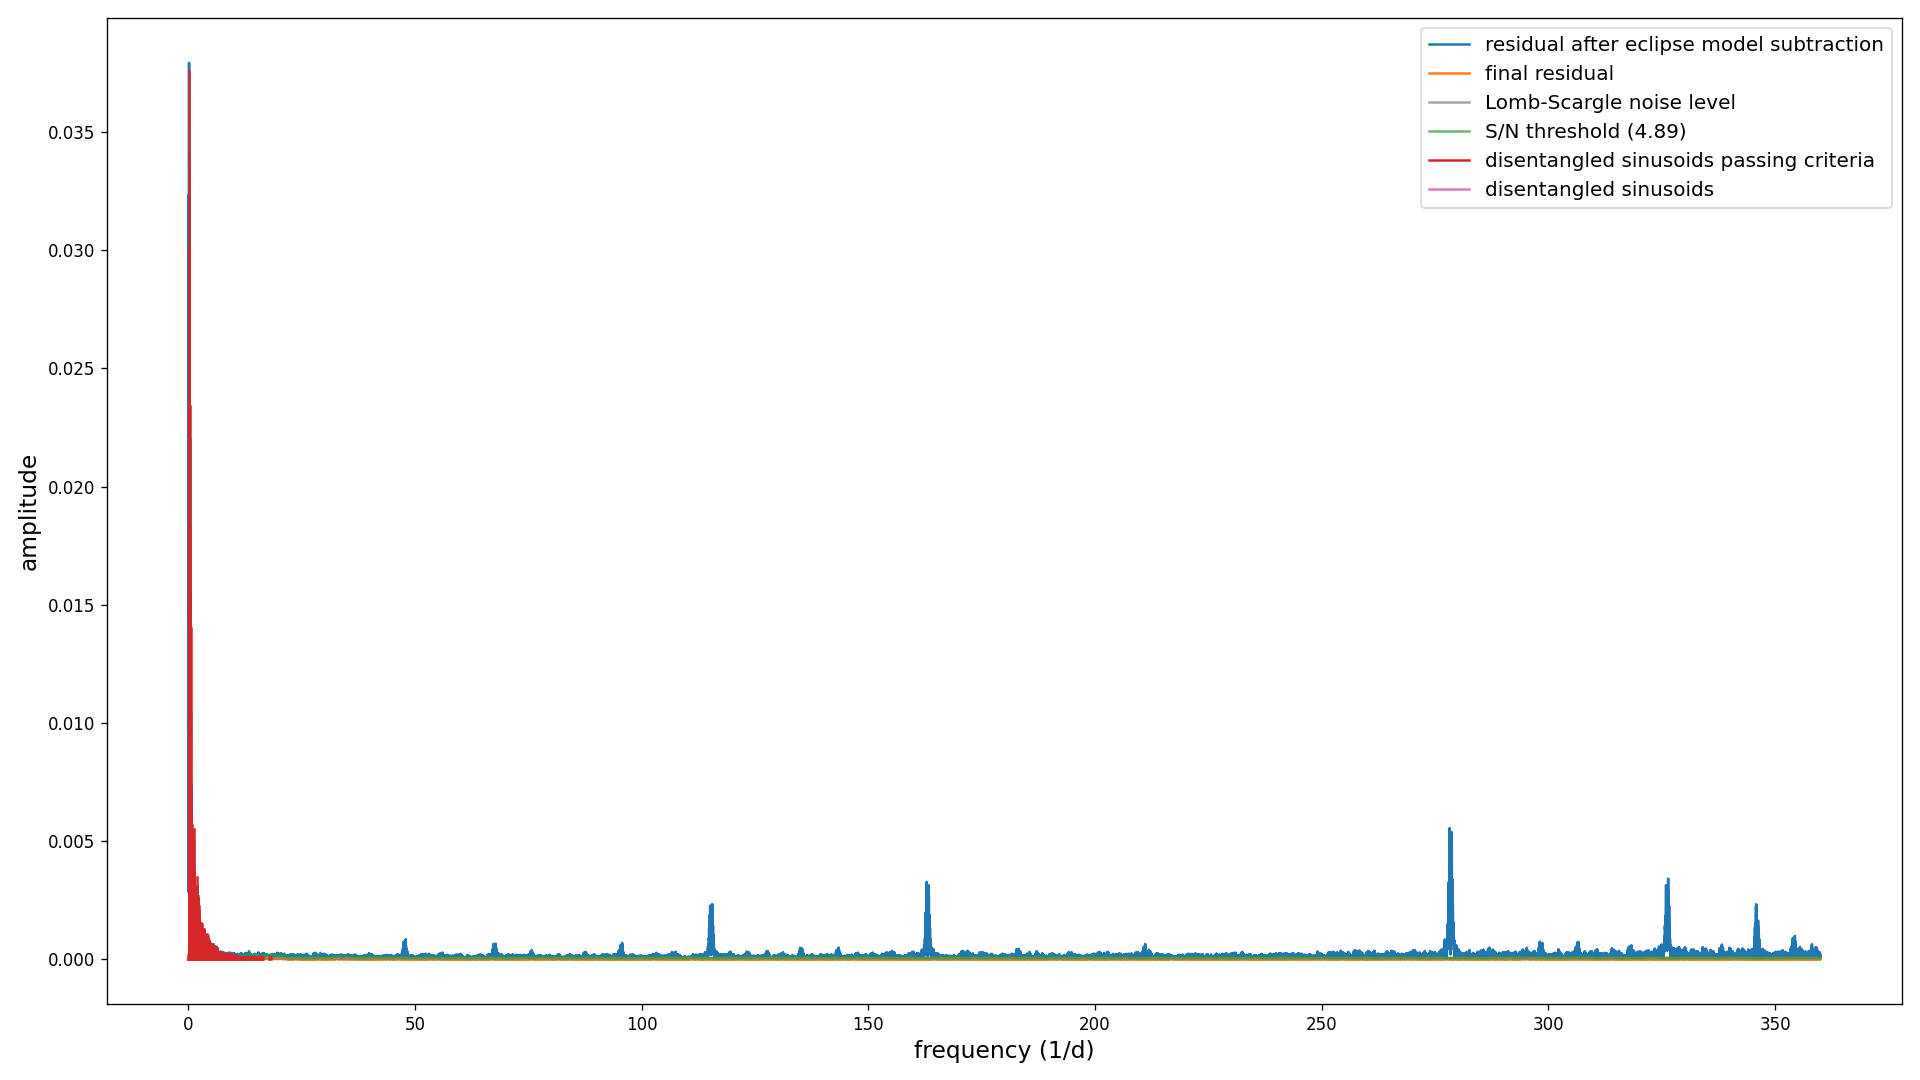 residual after eclipse model subtraction
final residual
Lomb-Scargle noise level
S/N threshold (4.89)
disentangled sinusoids passing criteria
disentangled sinusoids
0.035
0.030
0.025
0.020
0.015
0.010
0.005
0.000
amplitude
0 50 100 150 200 250 300 350
frequency (1/d)